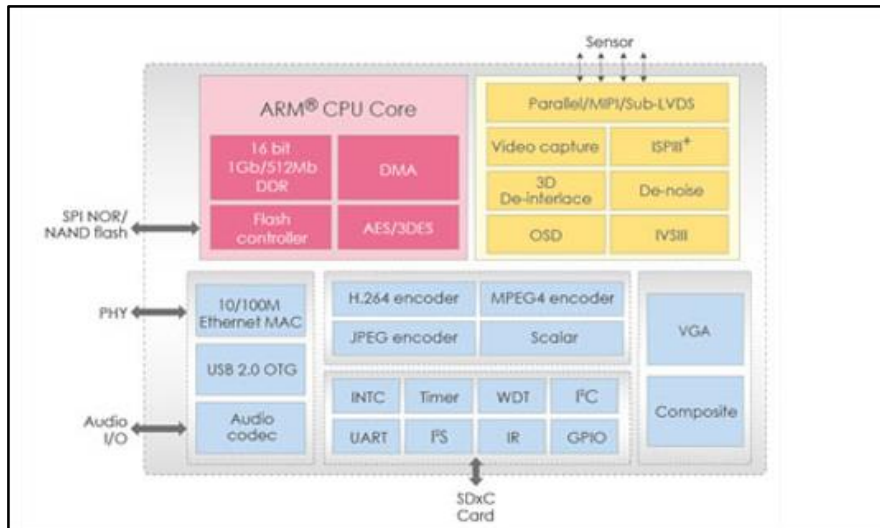 Sensor
ARM® CPU Core
16 bit
1Gb/512Mb
DDR
DMA
Flash
controller
AES/3DES
Parallel/MIPI/Sub-LVDS
Video capture
ISPIII+
3D
De-interlace
De-noise
OSD
IVSIII
SPI NOR/
NAND flash
PHY
10/100M
Ethernet MAC
USB 2.0 OTG
Audio
codec
Audio
I/O
H.264 encoder
MPEG4 encoder
JPEG encoder
Scalar
INTC
Timer
WDT
I²C
UART
I²S
IR
GPIO
VGA
Composite
SDxC
Card